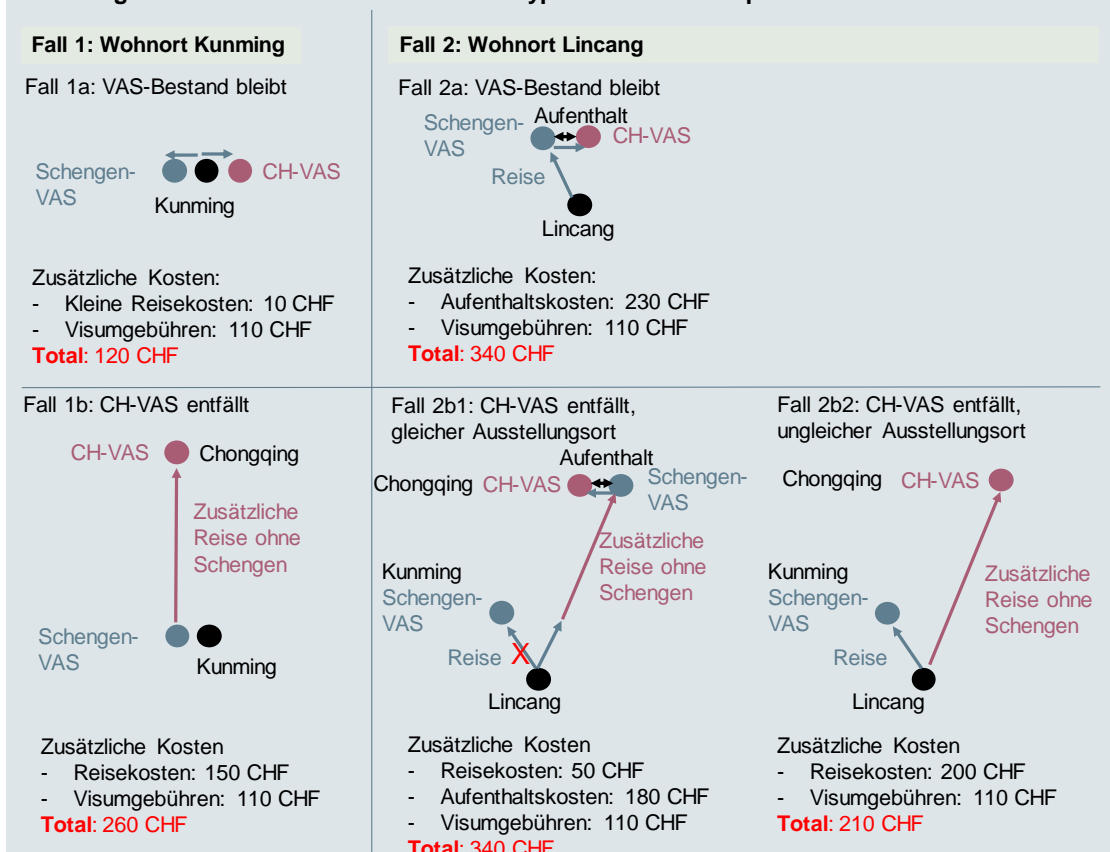 Fall 1: Wohnort Kunming
Fall 1a: VAS-Bestand bleibt
Schengen-
VAS
CH-VAS
Kunming
Zusätzliche Kosten:
- Kleine Reisekosten: 10 CHF
- Visumgebühren: 110 CHF
Total: 120 CHF
Fall 2: Wohnort Lincang
Fall 2a: VAS-Bestand bleibt
Aufenthalt
Schengen-
VAS
CH-VAS
Reise
Lincang
Zusätzliche Kosten:
- Aufenthaltskosten: 230 CHF
- Visumgebühren: 110 CHF
Total: 340 CHF
Fall 1b: CH-VAS entfällt
CH-VAS
Chongqing
Zusätzliche
Reise ohne
Schengen
Schengen-
VAS
Kunming
Zusätzliche Kosten
- Reisekosten: 150 CHF
- Visumgebühren: 110 CHF
Total: 260 CHF
Fall 2b1: CH-VAS entfällt,
gleicher Ausstellungsort
Aufenthalt
Chongqing CH-VAS
Schengen-
VAS
Zusätzliche
Reise ohne
Schengen
Kunming
Schengen-
VAS
Reise X
Lincang
Zusätzliche Kosten
- Reisekosten: 50 CHF
- Aufenthaltskosten: 180 CHF
- Visumgebühren: 110 CHF
Total: 340 CHF
Fall 2b2: CH-VAS entfällt,
ungleicher Ausstellungsort
Chongqing CH-VAS
Kunming
Schengen-
VAS
Zusätzliche
Reise ohne
Schengen
Reise
Lincang
Zusätzliche Kosten
- Reisekosten: 200 CHF
- Visumgebühren: 110 CHF
Total: 210 CHF